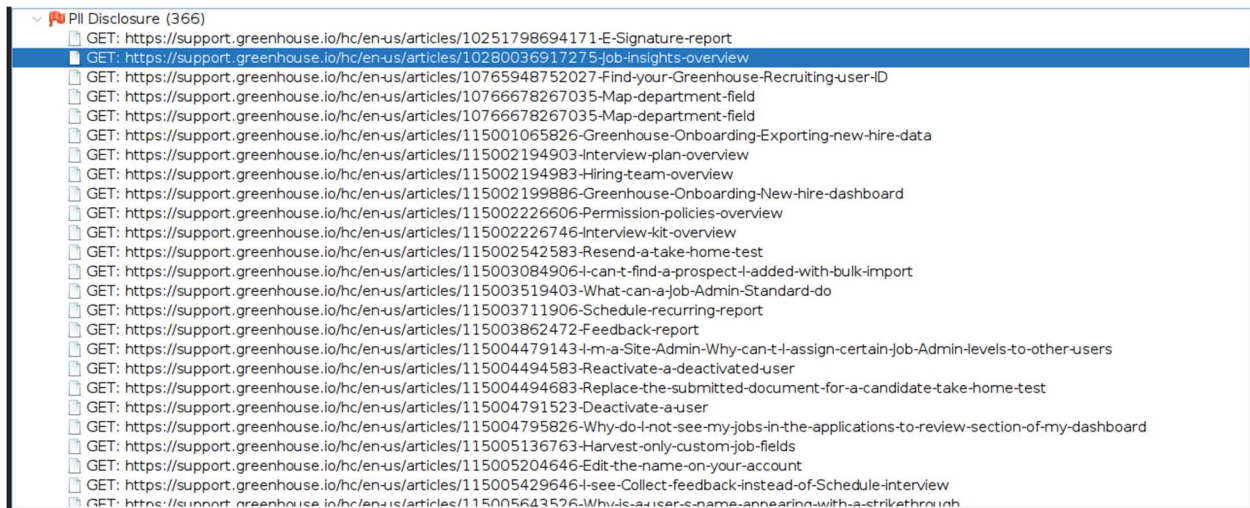 PII Disclosure (366)
GET: https://support.greenhouse.io/hc/en-us/articles/10251798694171-E-Signature-report
GET: https://support.greenhouse.io/hc/en-us/articles/10280036917275-Job-insights-overview
GET: https://support.greenhouse.io/hc/en-us/articles/10765948752027-Find-your-Greenhouse-Recruiting-user-ID
GET: https://support.greenhouse.io/hc/en-us/articles/10766678267035-Map-department-field
GET: https://support.greenhouse.io/hc/en-us/articles/10766678267035-Map-department-field
GET: https://support.greenhouse.io/hc/en-us/articles/115001065826-Greenhouse-Onboarding-Exporting-new-hire-data
GET: https://support.greenhouse.io/hc/en-us/articles/115002194903-Interview-plan-overview
GET: https://support.greenhouse.io/hc/en-us/articles/115002194983-Hiring-team-overview
GET: https://support.greenhouse.io/hc/en-us/articles/115002199886-Greenhouse-Onboarding-New-hire-dashboard
GET: https://support.greenhouse.io/hc/en-us/articles/115002226606-Permission-policies-overview
GET: https://support.greenhouse.io/hc/en-us/articles/115002226746-Interview-kit-overview
GET: https://support.greenhouse.io/hc/en-us/articles/115002542583-Resend-a-take-home-test
GET: https://support.greenhouse.io/hc/en-us/articles/115003084906-I-can-t-find-a-prospect-I-added-with-bulk-import
GET: https://support.greenhouse.io/hc/en-us/articles/115003519403-What-can-a-Job-Admin-Standard-do
GET: https://support.greenhouse.io/hc/en-us/articles/115003711906-Schedule-recurring-report
GET: https://support.greenhouse.io/hc/en-us/articles/115003862472-Feedback-report
GET: https://support.greenhouse.io/hc/en-us/articles/115004479143-I-m-a-Site-Admin-Why-can-t-I-assign-certain-Job-Admin-levels-to-other-users
GET: https://support.greenhouse.io/hc/en-us/articles/115004494583-Reactivate-a-deactivated-user
GET: https://support.greenhouse.io/hc/en-us/articles/115004494683-Replace-the-submitted-document-for-a-candidate-take-home-test
GET: https://support.greenhouse.io/hc/en-us/articles/115004791523-Deactivate-a-user
GET: https://support.greenhouse.io/hc/en-us/articles/115004795826-Why-do-I-not-see-my-jobs-in-the-applications-to-review-section-of-my-dashboard
GET: https://support.greenhouse.io/hc/en-us/articles/115005136763-Harvest-only-custom-job-fields
GET: https://support.greenhouse.io/hc/en-us/articles/115005204646-Edit-the-name-on-your-account
GET: https://support.greenhouse.io/hc/en-us/articles/115005429646-I-see-Collect-feedback-instead-of-Schedule-interview
GET: https://support.greenhouse.io/hc/en-us/articles/115005643526-Why-is-a-user-s-name-appearing-with-a-strikethrough